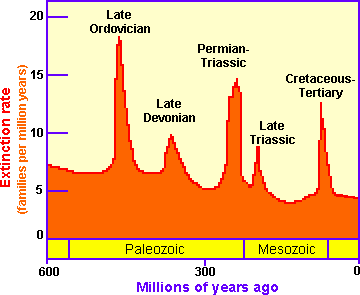 20
15
10
5
0
Extinction rate
(families per million years)
Late
Ordovician
Late
Devonian
Permian-
Triassic
Late
Triassic
Cretaceous-
Tertiary
Paleozoic
Mesozoic
600
300
0
Millions of years ago